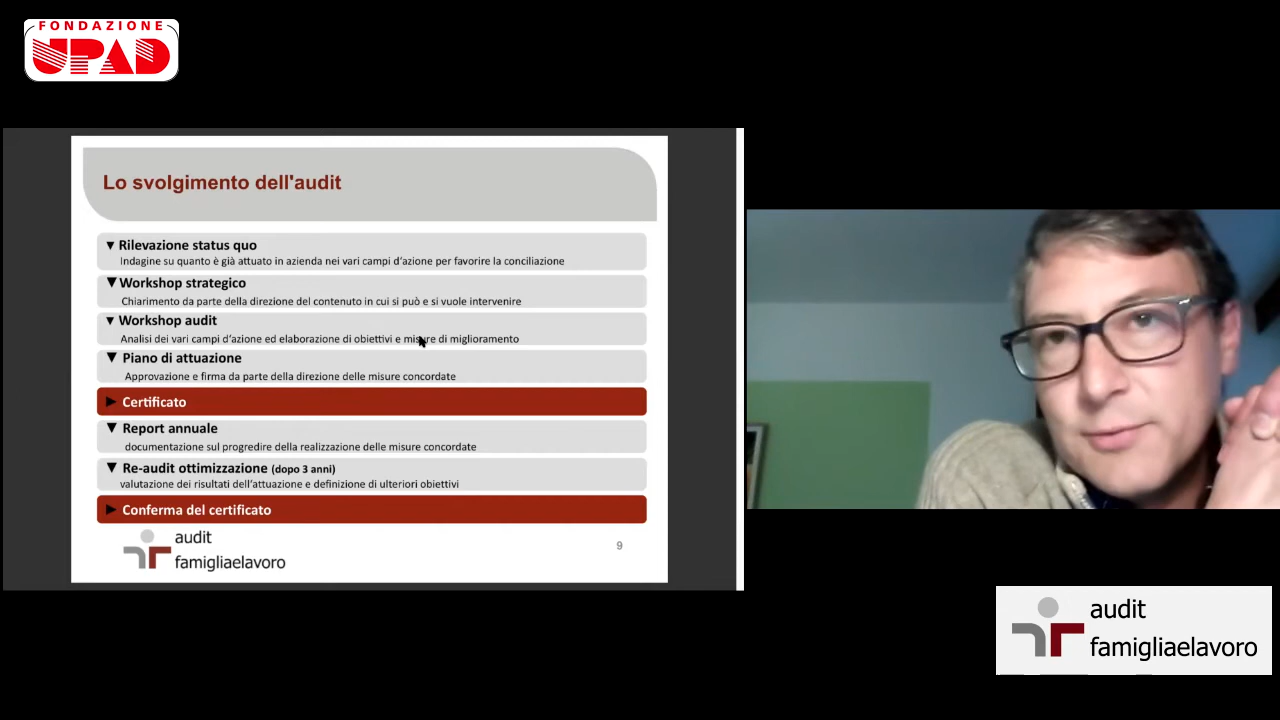 FONDAZIONE
UPAD
Lo svolgimento dell'audit
Rilevazione status quo
Indagine su quanto è già attuato in azienda nei vari campi d'azione per favorire la conciliazione
Workshop strategico
Chiarimento da parte della direzione del contenuto in cui si può e si vuole intervenire
Workshop audit
Analisi dei vari campi d'azione ed elaborazione di obiettivi e misure di miglioramento
Piano di attuazione
Approvazione e firma da parte della direzione delle misure concordate
Certificato
Report annuale
documentazione sul progredire della realizzazione delle misure concordate
Re-audit ottimizzazione (dopo 3 anni)
valutazione dei risultati dell'attuazione e definizione di ulteriori obiettivi
Conferma del certificato
audit
famigliaelavoro
9
audit
famigliaelavoro